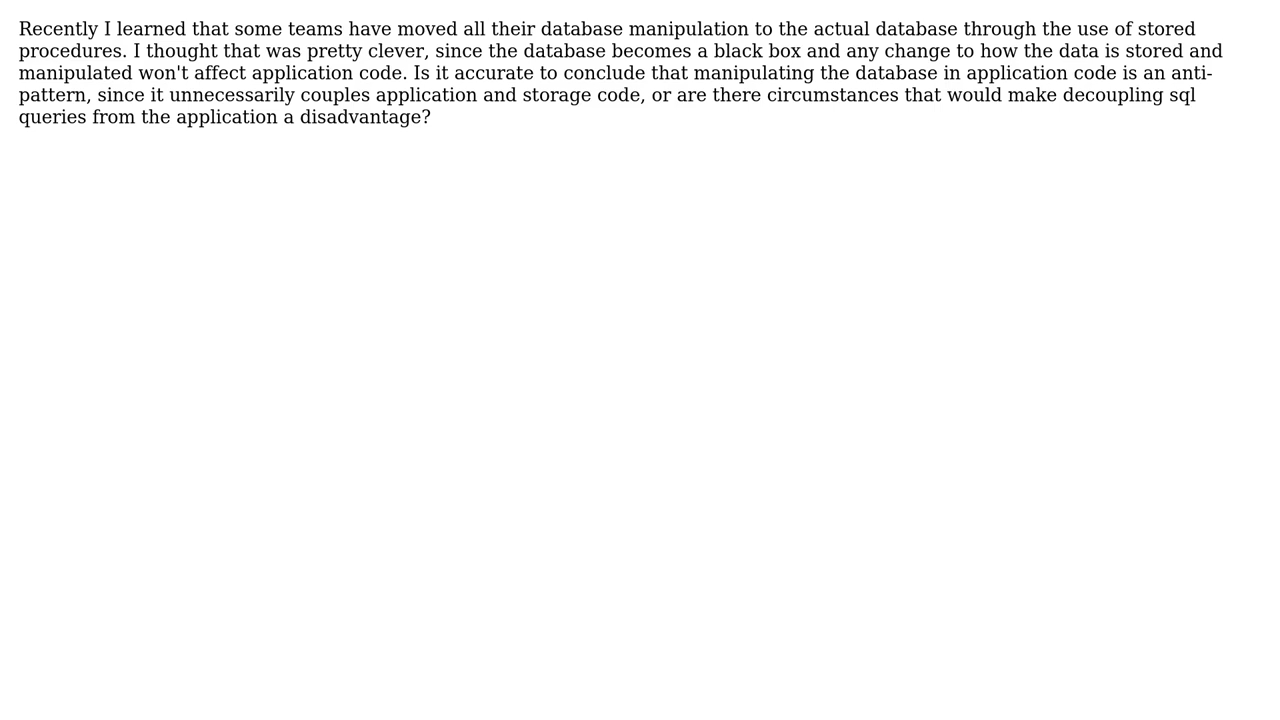 Recently I learned that some teams have moved all their database manipulation to the actual database through the use of stored
procedures. I thought that was pretty clever, since the database becomes a black box and any change to how the data is stored and
manipulated won't affect application code. Is it accurate to conclude that manipulating the database in application code is an anti-
pattern, since it unnecessarily couples application and storage code, or are there circumstances that would make decoupling sql
queries from the application a disadvantage?